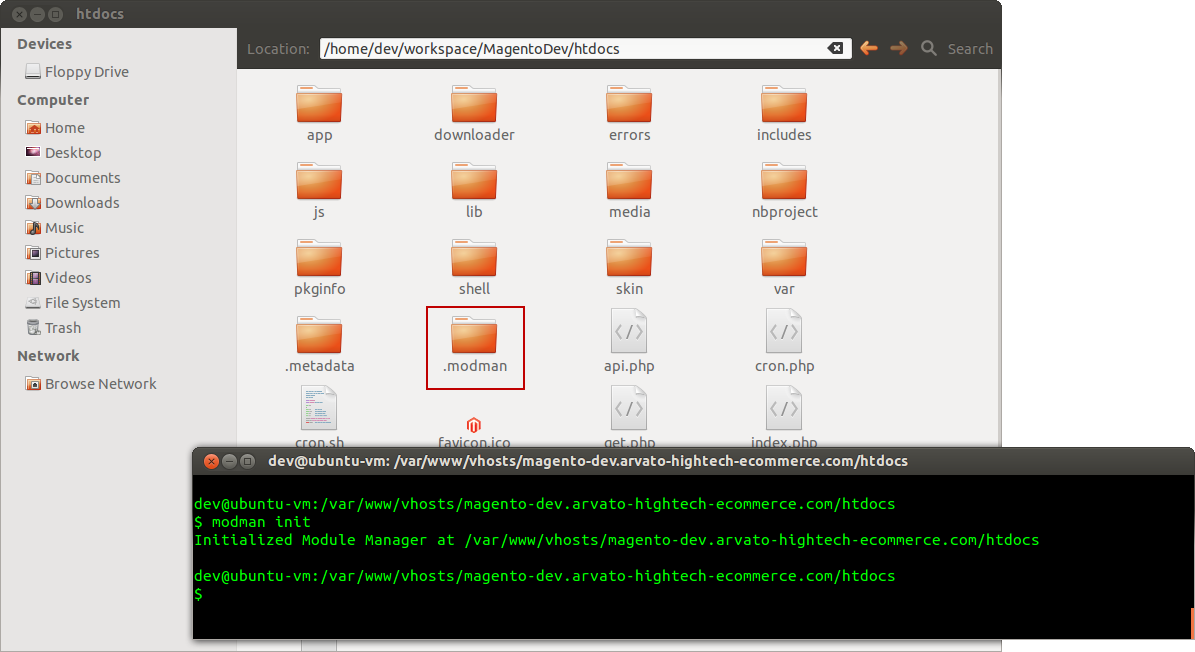 htdocs
Devices
Floppy Drive
Computer
Home
Desktop
Documents
Downloads
Music
Pictures
Videos
File System
Trash
Network
Browse Network
Location: /home/dev/workspace/MagentoDev/htdocs Search
app downloader errors includes
js lib media nbproject
pkginfo shell skin var
.metadata .modman api.php cron.php
cron.sh favicon.ico get.php index.php
dev@ubuntu-vm: /var/www/vhosts/magento-dev.arvato-hightech-ecommerce.com/htdocs
dev@ubuntu-vm:/var/www/vhosts/magento-dev.arvato-hightech-ecommerce.com/htdocs
$ modman init
Initialized Module Manager at /var/www/vhosts/magento-dev.arvato-hightech-ecommerce.com/htdocs
dev@ubuntu-vm:/var/www/vhosts/magento-dev.arvato-hightech-ecommerce.com/htdocs
$